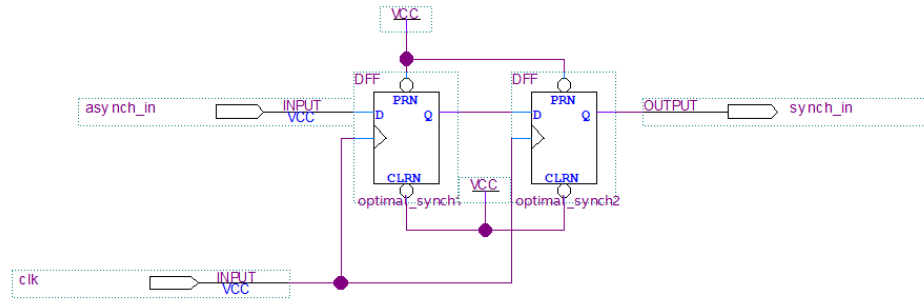 VCC
DFF
DFF
PRN
PRN
asynch_in
INPUT
VCC
D
Q
D
Q
OUTPUT
synch_in
CLRN
VCC
CLRN
optimal_synch1
optimal_synch2
clk
INPUT
VCC